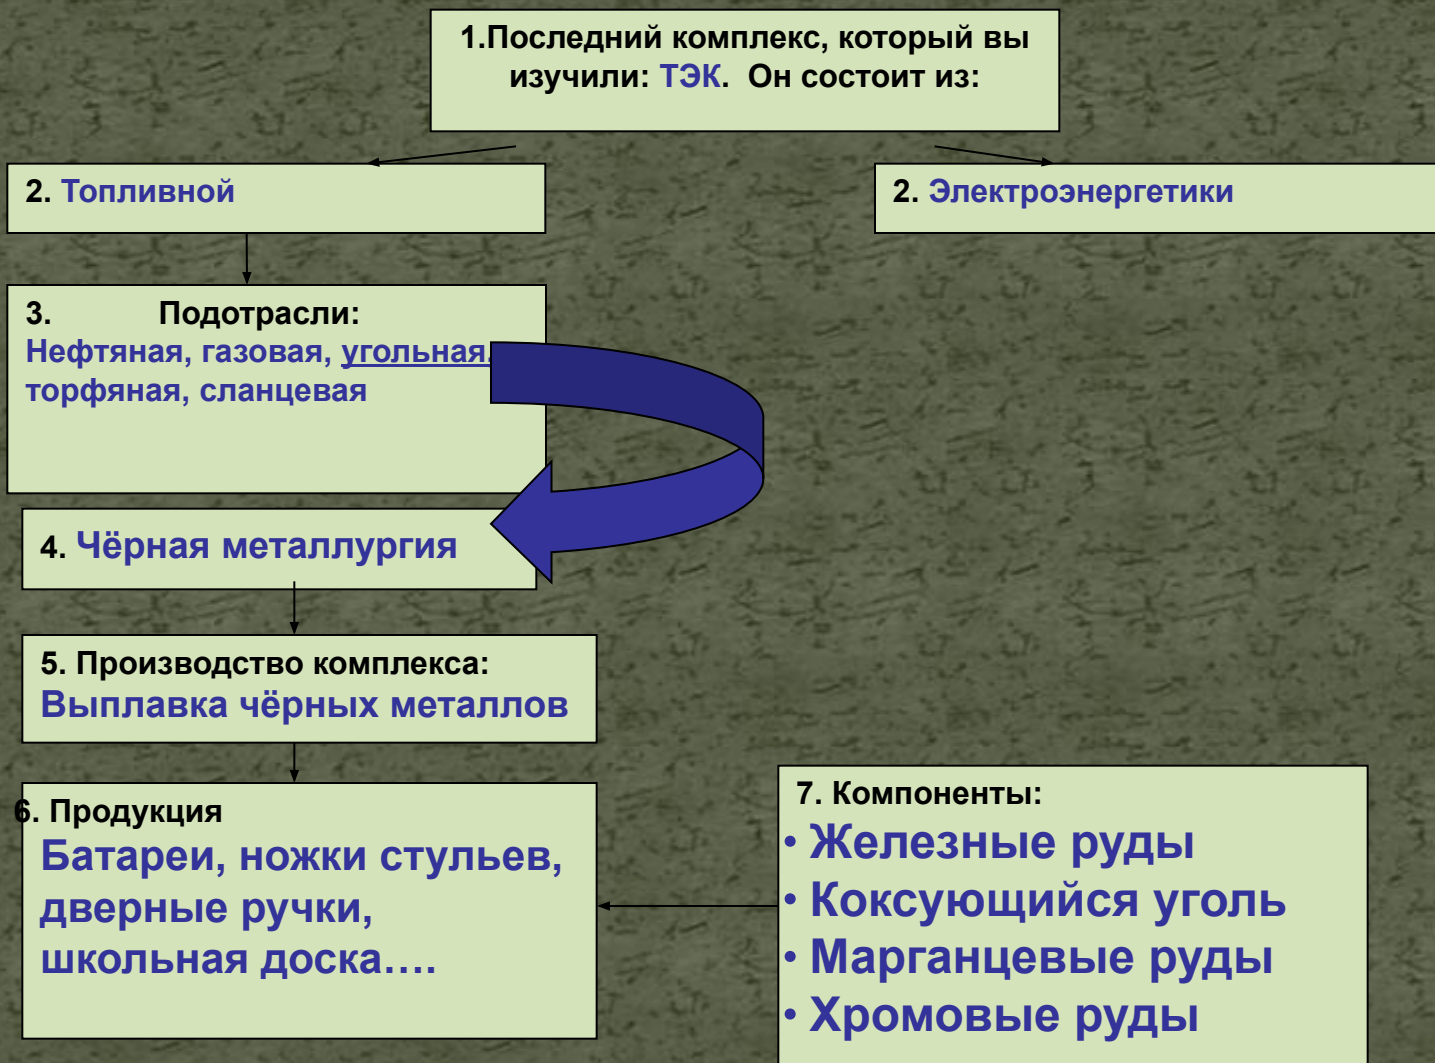 1.Последний комплекс, который вы
изучили: ТЭК. Он состоит из:
2. Топливной
2. Электроэнергетики
3. Подотрасли:
Нефтяная, газовая, угольная,
торфяная, сланцевая
4. Чёрная металлургия
5. Производство комплекса:
Выплавка чёрных металлов
6. Продукция
Батареи, ножки стульев,
дверные ручки,
школьная доска….
7. Компоненты:
• Железные руды
• Коксующийся уголь
• Марганцевые руды
• Хромовые руды